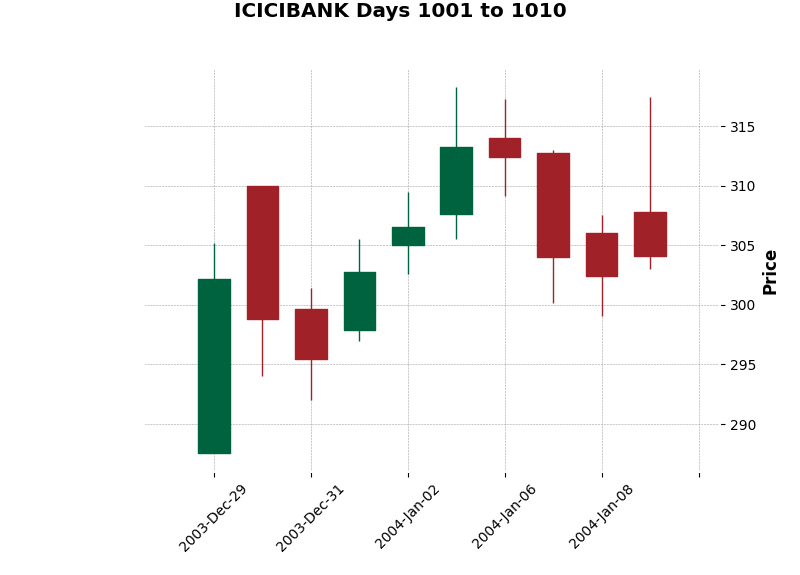 ICICIBANK Days 1001 to 1010
315
310
305
300
295
290
Price
2003-Dec-29
2003-Dec-31
2004-Jan-02
2004-Jan-06
2004-Jan-08